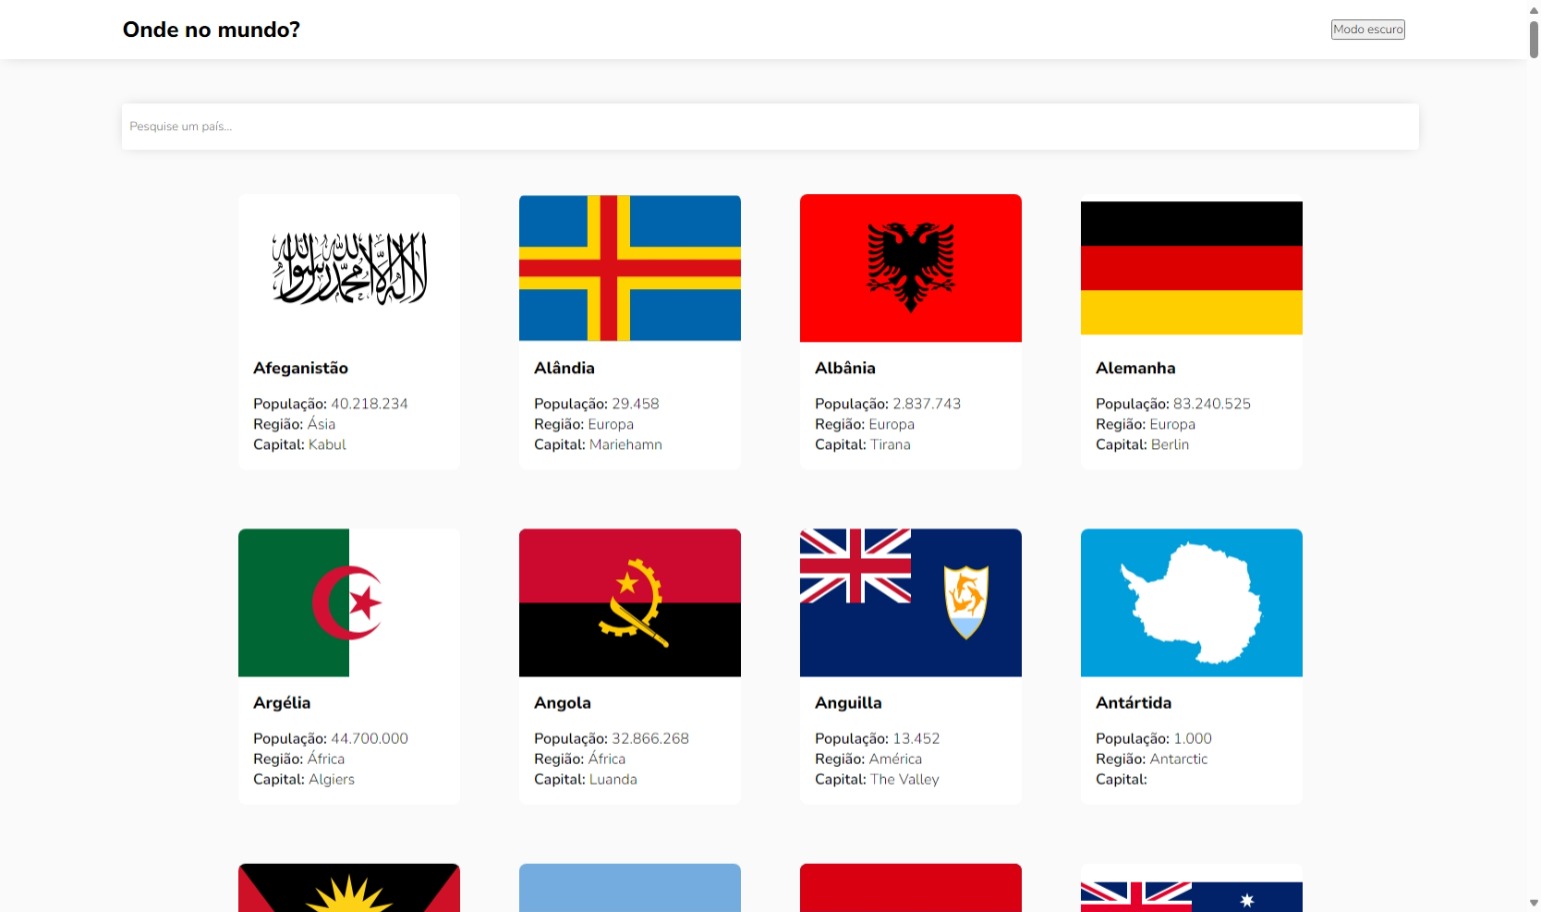 Onde no mundo?
Modo escuro
Pesquise um país...
لا إله إلا الله محمد رسول الله
Afeganistão
População: 40.218.234
Região: Ásia
Capital: Kabul
Alândia
População: 29.458
Região: Europa
Capital: Mariehamn
Albânia
População: 2.837.743
Região: Europa
Capital: Tirana
Alemanha
População: 83.240.525
Região: Europa
Capital: Berlin
Argélia
População: 44.700.000
Região: África
Capital: Algiers
Angola
População: 32.866.268
Região: África
Capital: Luanda
Anguilla
População: 13.452
Região: América
Capital: The Valley
Antártida
População: 1.000
Região: Antarctic
Capital: